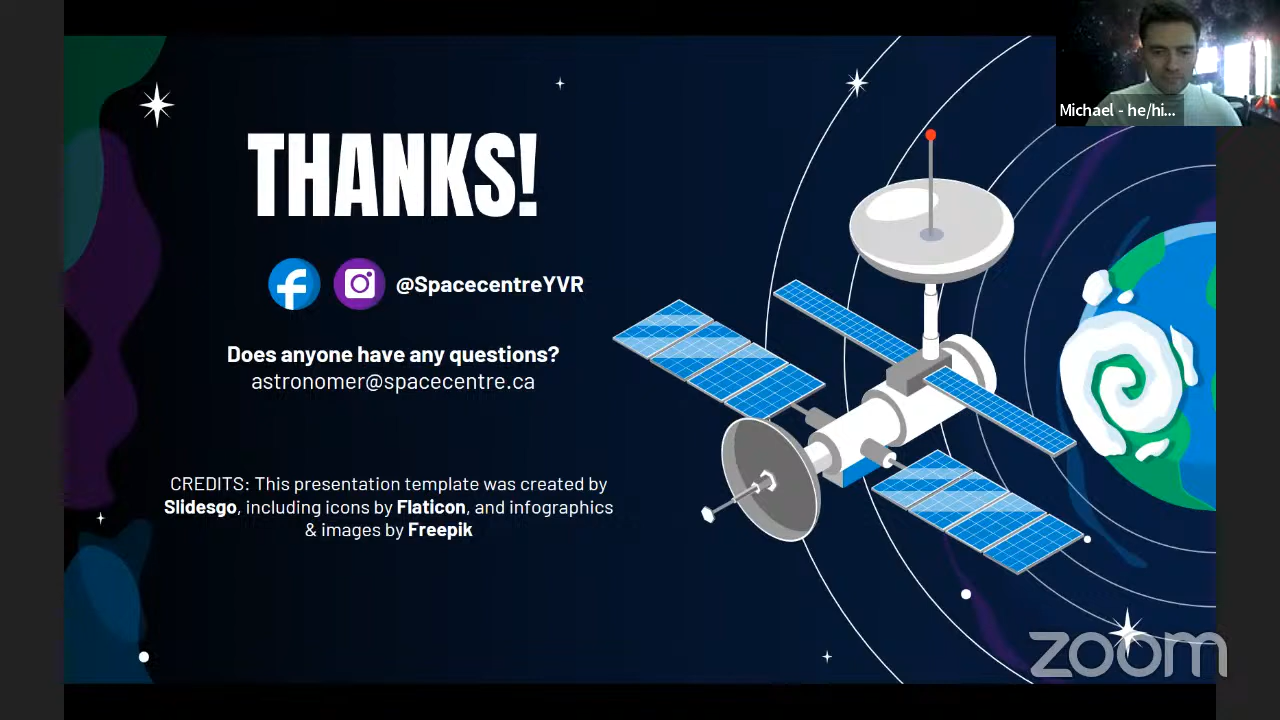 Michael - he/hi...
THANKS!
@SpacecentreYVR
Does anyone have any questions?
astronomer@spacecentre.ca
CREDITS: This presentation template was created by
Slidesgo, including icons by Flaticon, and infographics
& images by Freepik
zoom